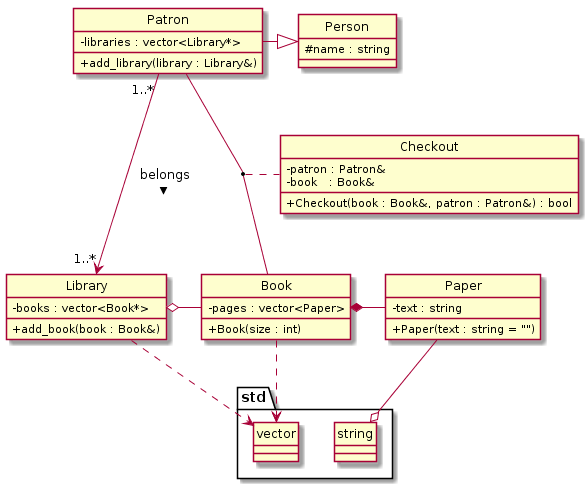 Patron
-libraries : vector<Library*>
+add_library(library : Library&)
Person
#name : string
1..*
belongs
▼
1..*
Checkout
-patron : Patron&
-book : Book&
+Checkout(book : Book&, patron : Patron&) : bool
Library
-books : vector<Book*>
+add_book(book : Book&)
Book
-pages : vector<Paper>
+Book(size : int)
Paper
-text : string
+Paper(text : string = "")
std
vector
string